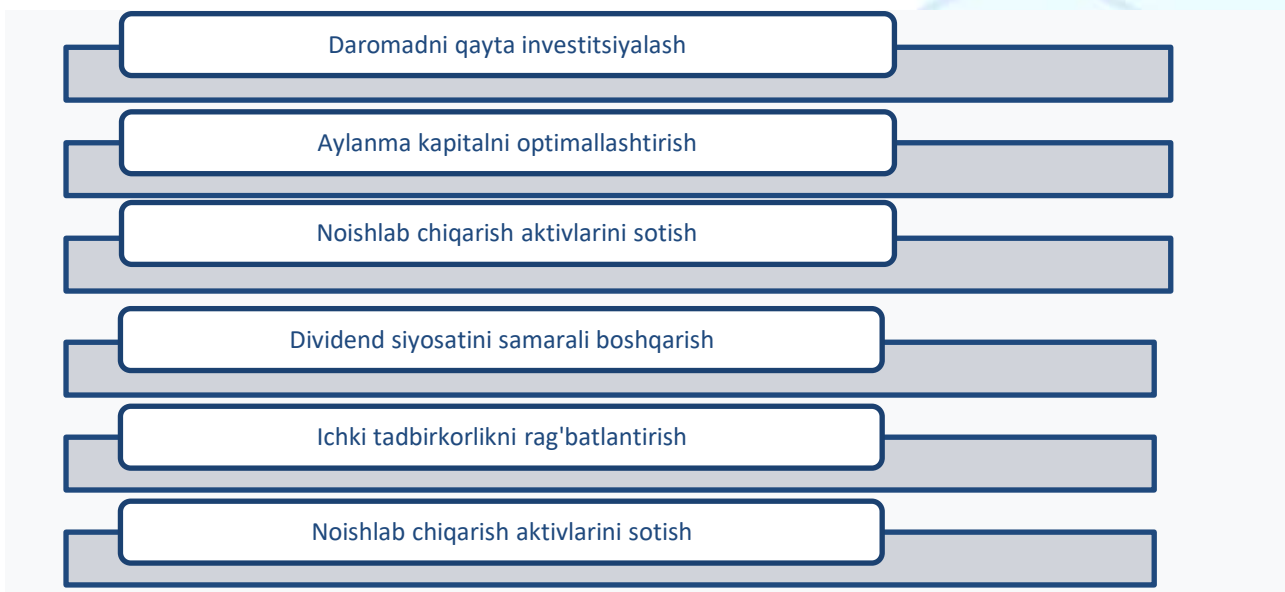 Daromadni qayta investitsiyalash
Aylanma kapitalni optimallashtirish
Noishlab chiqarish aktivlarini sotish
Dividend siyosatini samarali boshqarish
Ichki tadbirkorlikni rag'batlantirish
Noishlab chiqarish aktivlarini sotish